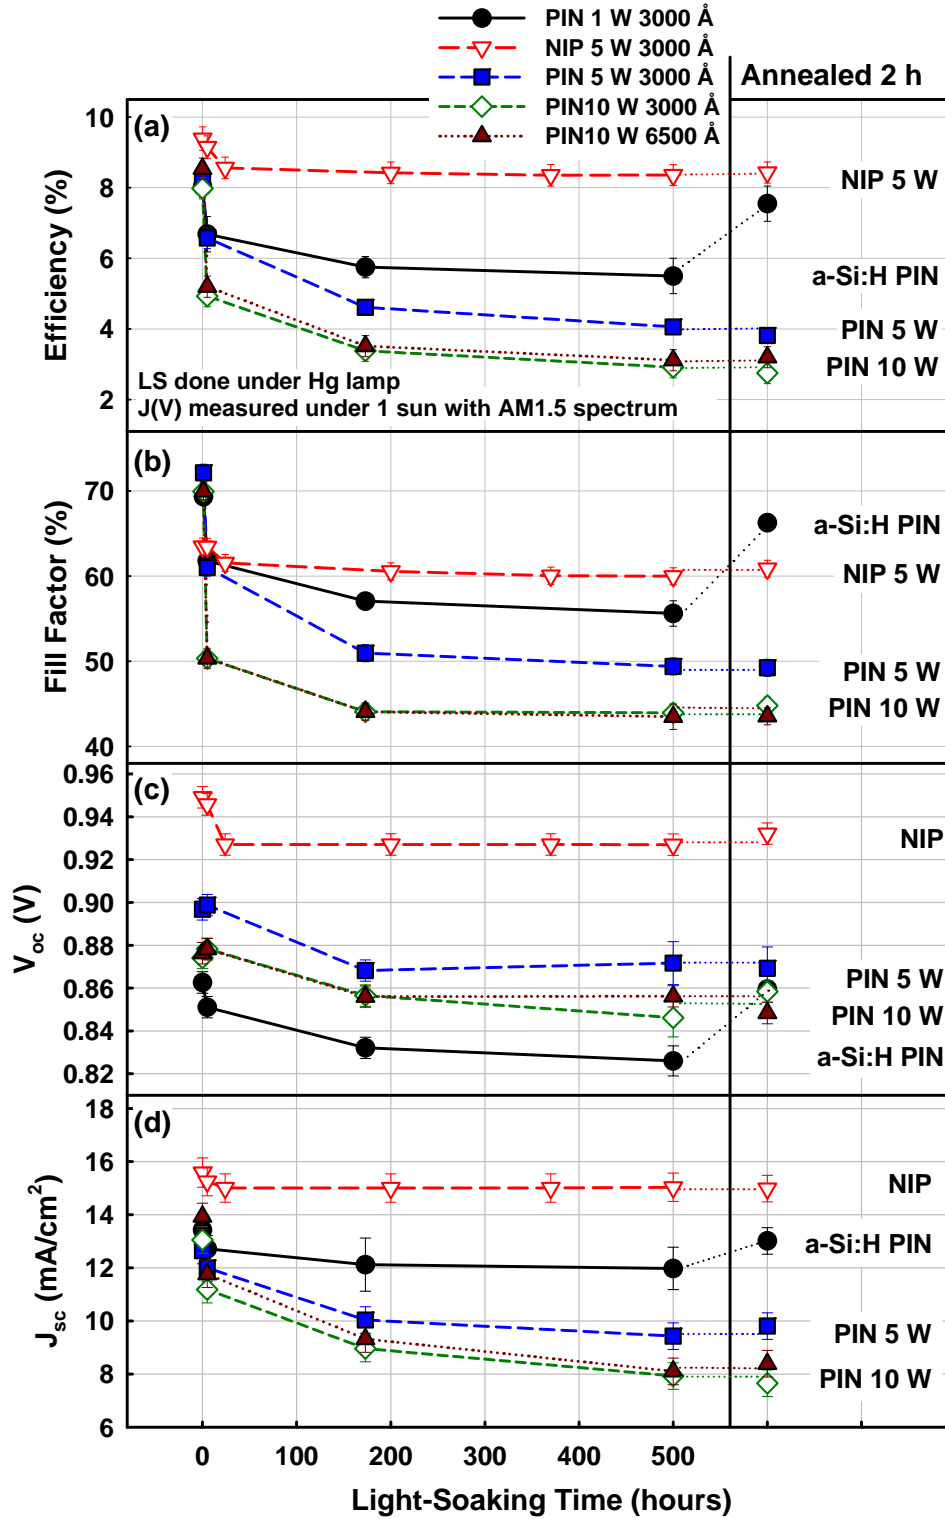 PIN 1 W 3000 Å
NIP 5 W 3000 Å
PIN 5 W 3000 Å
PIN10 W 3000 Å
PIN10 W 6500 Å
Annealed 2 h
(a)
Efficiency (%)
10
8
6
4
2
NIP 5 W
a-Si:H PIN
PIN 5 W
PIN 10 W
LS done under Hg lamp
J(V) measured under 1 sun with AM1.5 spectrum
(b)
Fill Factor (%)
70
60
50
40
a-Si:H PIN
NIP 5 W
PIN 5 W
PIN 10 W
(c)
Voc (V)
0.96
0.94
0.92
0.90
0.88
0.86
0.84
0.82
NIP
PIN 5 W
PIN 10 W
a-Si:H PIN
(d)
Jsc (mA/cm²)
18
16
14
12
10
8
6
NIP
a-Si:H PIN
PIN 5 W
PIN 10 W
0 100 200 300 400 500
Light-Soaking Time (hours)